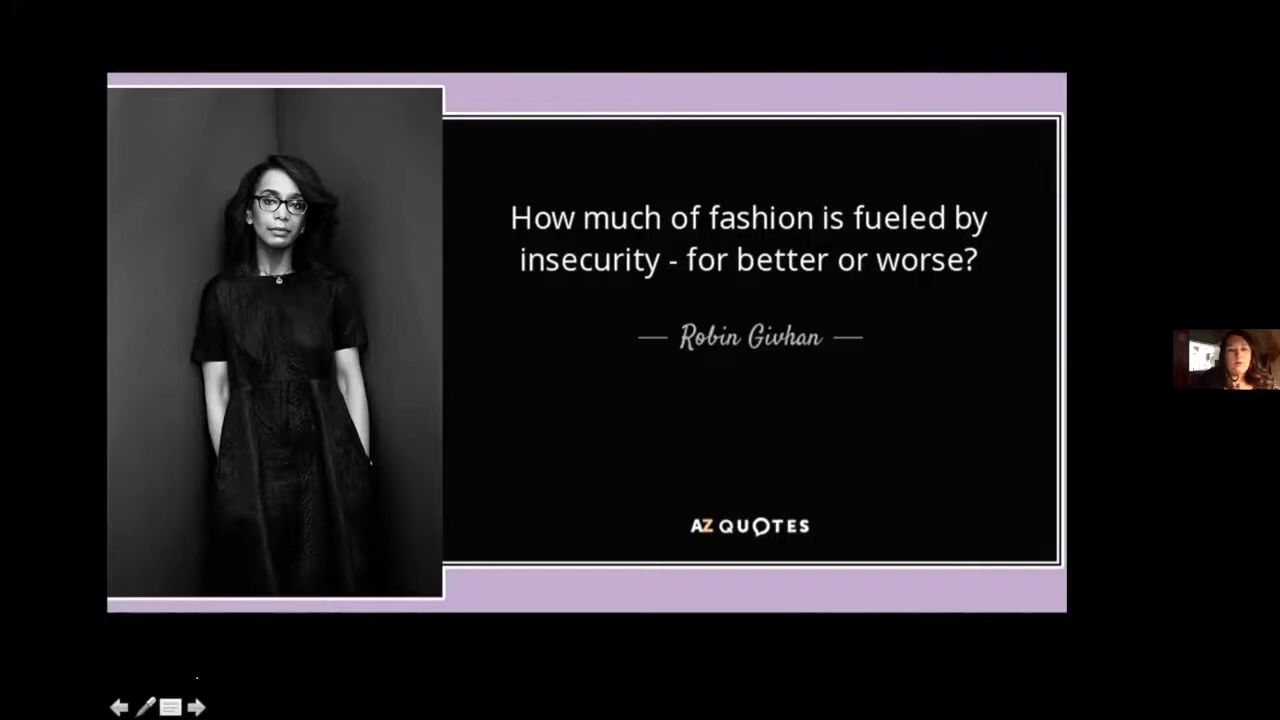 How much of fashion is fueled by
insecurity - for better or worse?
— Robin Givhan —
AZ QUOTES